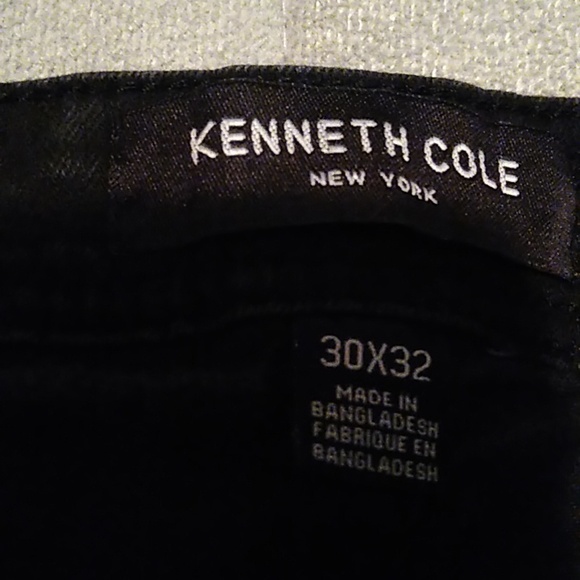 KENNETH COLE
NEW YORK
30X32
MADE IN
BANGLADESH
FABRIQUE EN
BANGLADESH